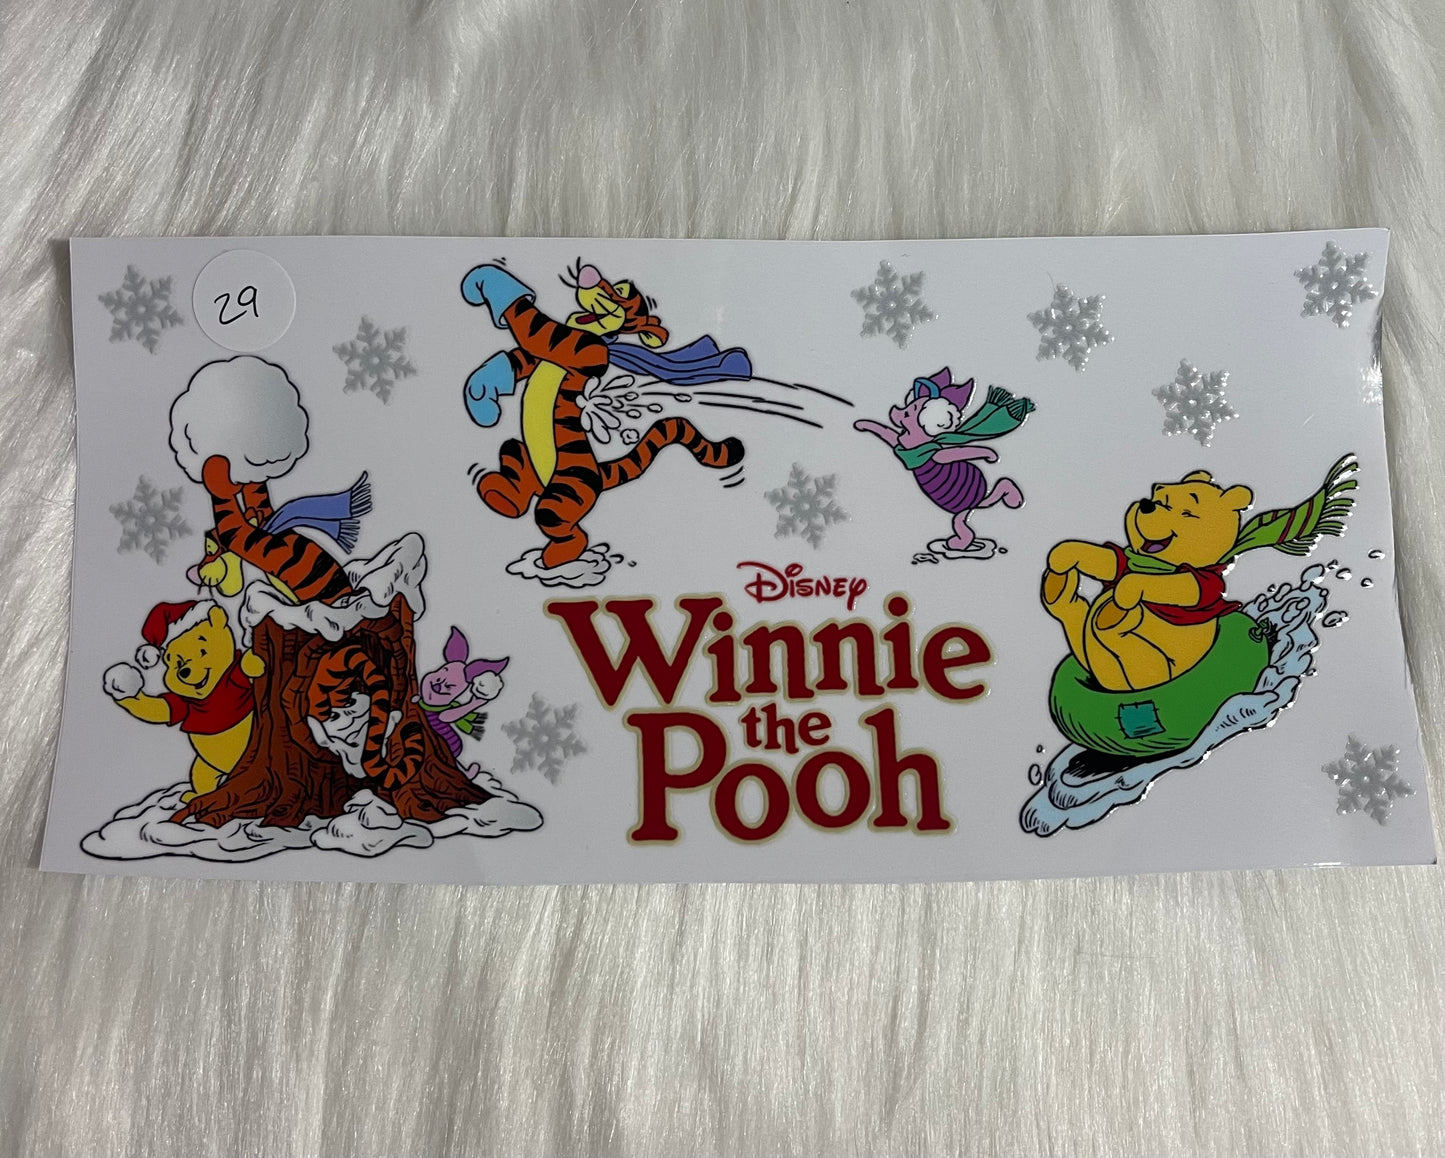 29
Disney
Winnie
the
Pooh